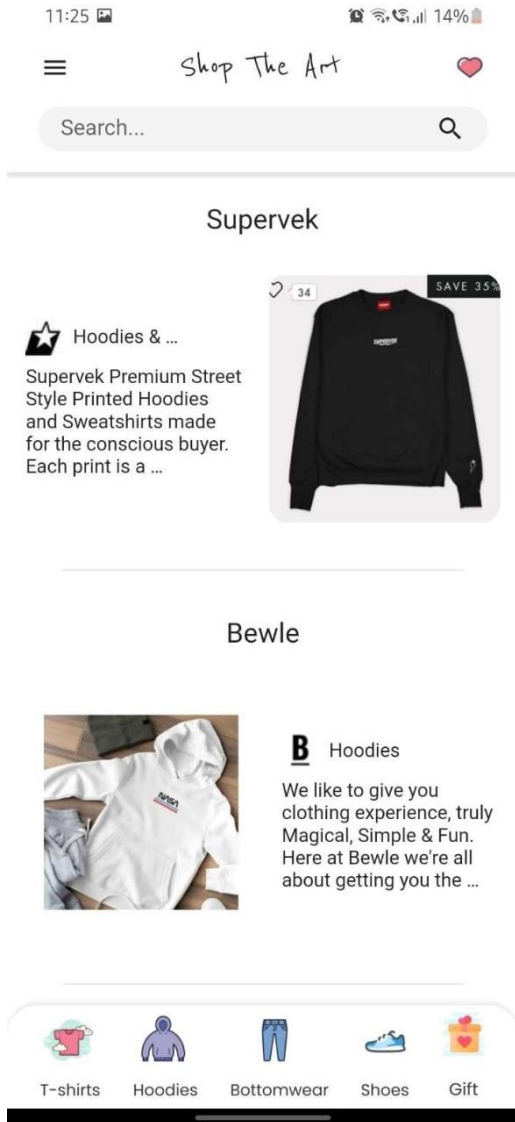 11:25 14%
Shop The Art
Search...
Supervek
34
SAVE 35%
Hoodies & ...
Supervek Premium Street
Style Printed Hoodies
and Sweatshirts made
for the conscious buyer.
Each print is a ...
SUPERVEK
Bewle
NASA
B Hoodies
We like to give you
clothing experience, truly
Magical, Simple & Fun.
Here at Bewle we're all
about getting you the ...
T-shirts Hoodies Bottomwear Shoes Gift